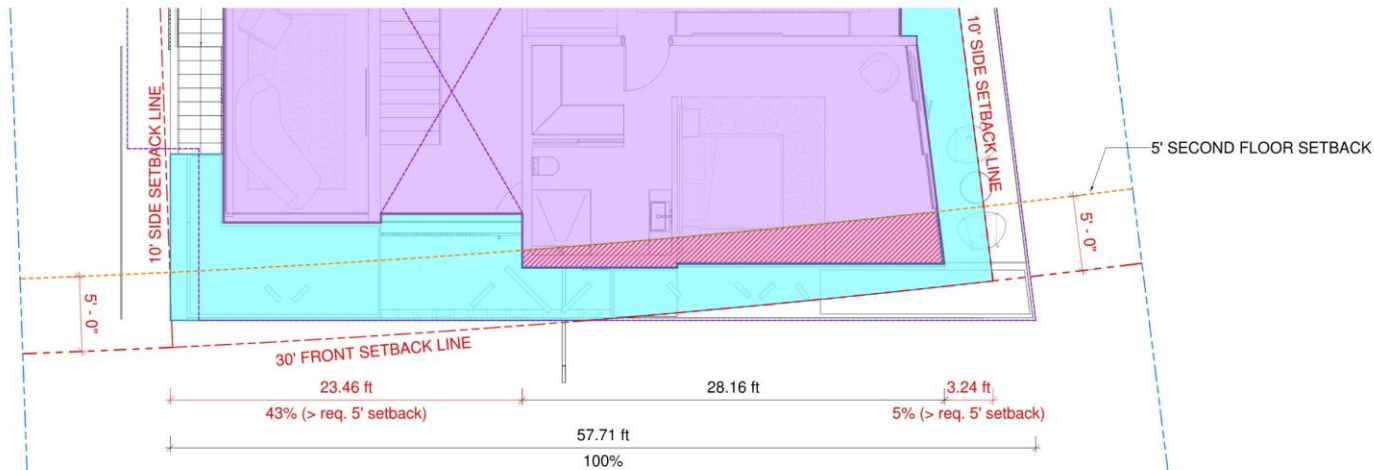 10' SIDE SETBACK LINE
10' SIDE SETBACK LINE
5' SECOND FLOOR SETBACK
5' - 0"
5' - 0"
30' FRONT SETBACK LINE
23.46 ft
28.16 ft
3.24 ft
43% (> req. 5' setback)
5% (> req. 5' setback)
57.71 ft
100%